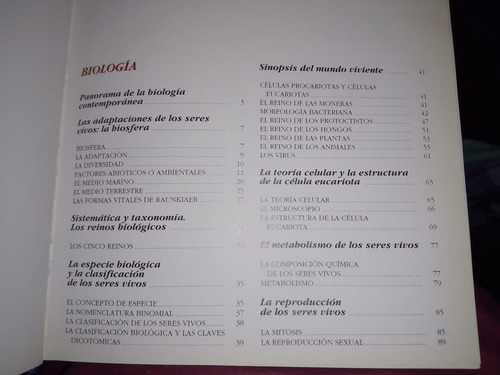 BIOLOGÍA
Panorama de la biología
contemporánea 3
Las adaptaciones de los seres
vivos: la biosfera 7
BIOSFERA 7
LA ADAPTACIÓN 9
LA DIVERSIDAD 10
FACTORES ABIÓTICOS O AMBIENTALES 11
EL MEDIO MARINO 20
EL MEDIO TERRESTRE 25
LAS FORMAS VITALES DE RAUNKIAER 27
Sistemática y taxonomía.
Los reinos biológicos
LOS CINCO REINOS
La especie biológica
y la clasificación
de los seres vivos 35
EL CONCEPTO DE ESPECIE 35
LA NOMENCLATURA BINOMIAL 37
LA CLASIFICACIÓN DE LOS SERES VIVOS 38
LA CLASIFICACIÓN BIOLÓGICA Y LAS CLAVES
DICOTÓMICAS 39
Sinopsis del mundo viviente 41
CÉLULAS PROCARIOTAS Y CÉLULAS
EUCARIOTAS 41
EL REINO DE LAS MONERAS 41
MORFOLOGÍA BACTERIANA 42
EL REINO DE LOS PROTOCTISTOS 47
EL REINO DE LOS HONGOS 51
EL REINO DE LAS PLANTAS 53
EL REINO DE LOS ANIMALES 55
LOS VIRUS 61
La teoría celular y la estructura
de la célula eucariota 65
LA TEORÍA CELULAR 65
EL MICROSCOPIO 66
LA ESTRUCTURA DE LA CÉLULA
EUCARIOTA 69
El metabolismo de los seres vivos 77
LA COMPOSICIÓN QUÍMICA
DE LOS SERES VIVOS 77
METABOLISMO 79
La reproducción
de los seres vivos 85
LA MITOSIS 85
LA REPRODUCCIÓN SEXUAL 89